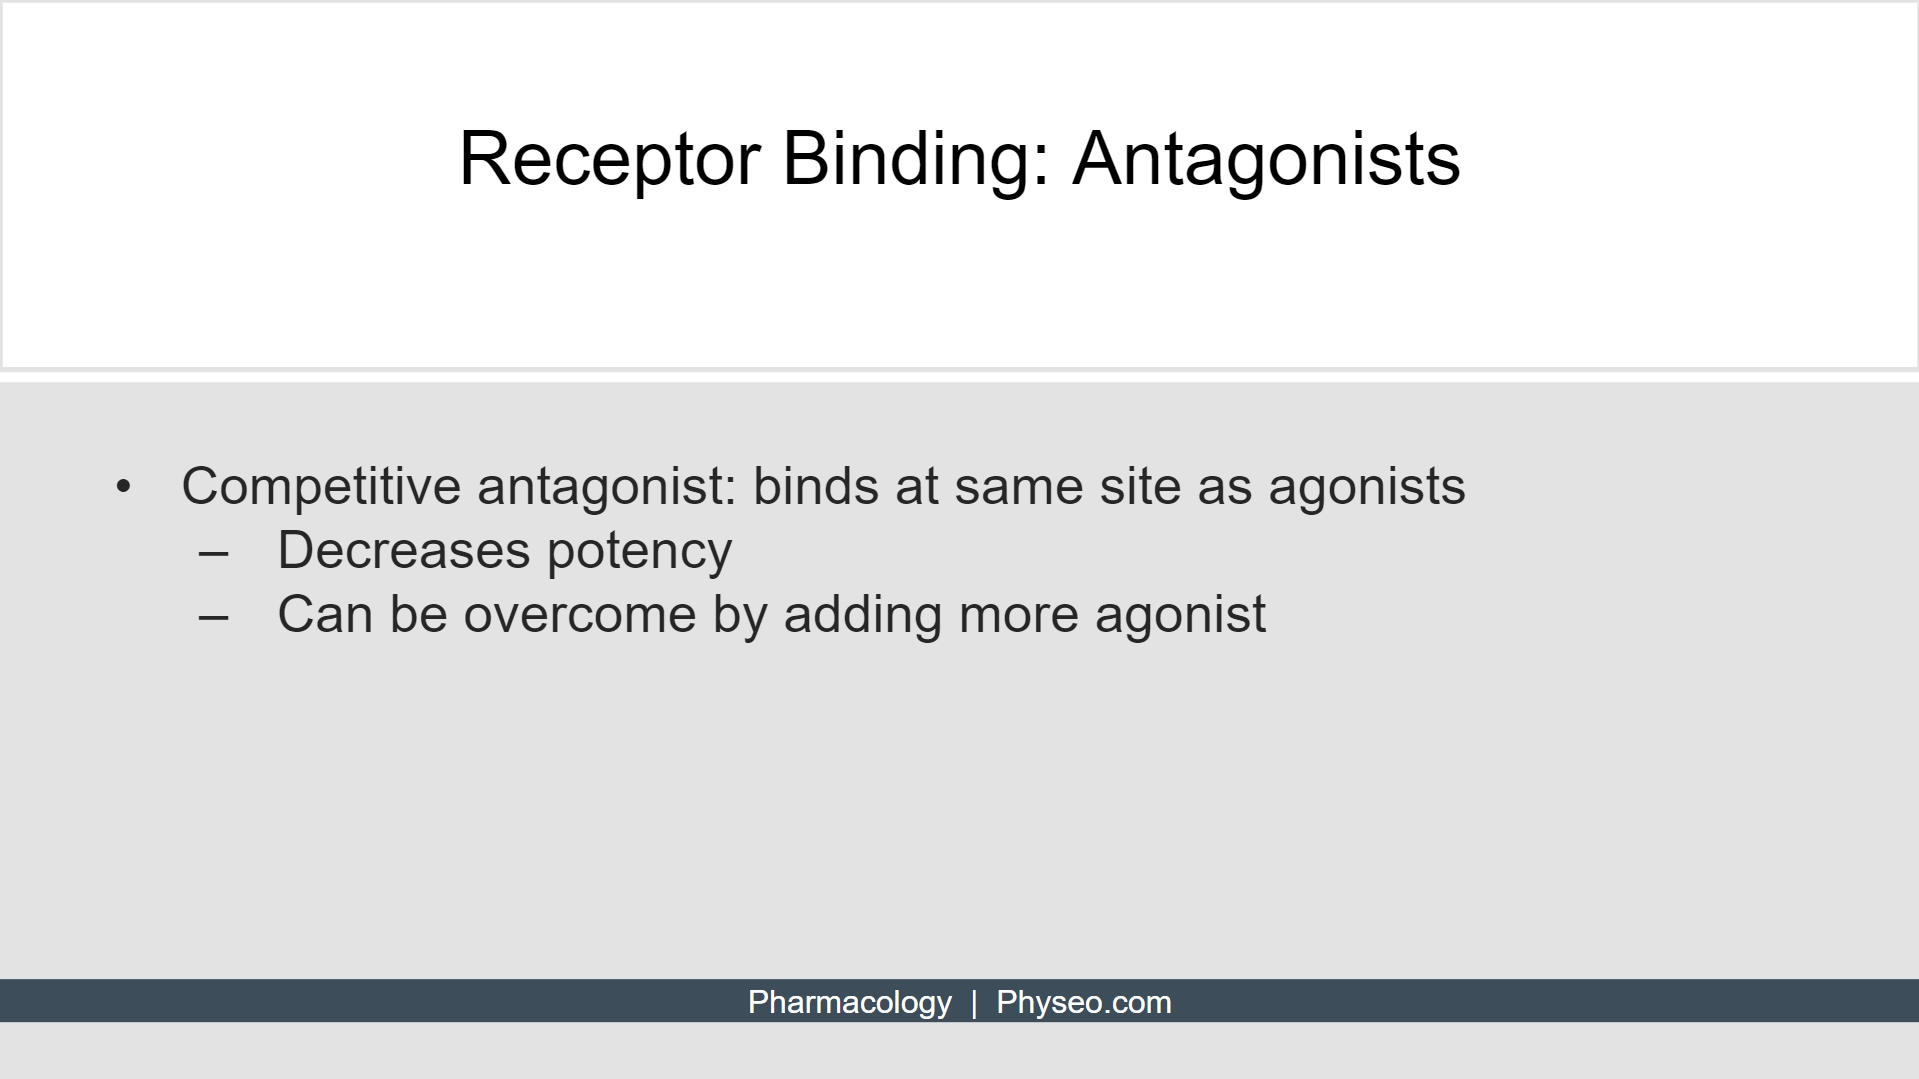 Receptor Binding: Antagonists
• Competitive antagonist: binds at same site as agonists
– Decreases potency
– Can be overcome by adding more agonist
Pharmacology | Physeo.com